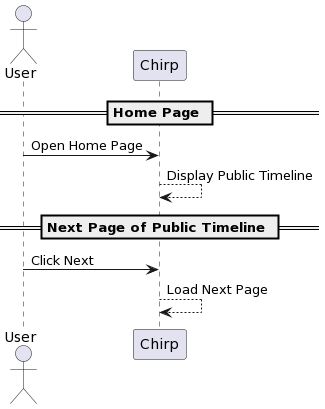 User
Chirp
Home Page
Open Home Page
Display Public Timeline
Next Page of Public Timeline
Click Next
Load Next Page
User
Chirp